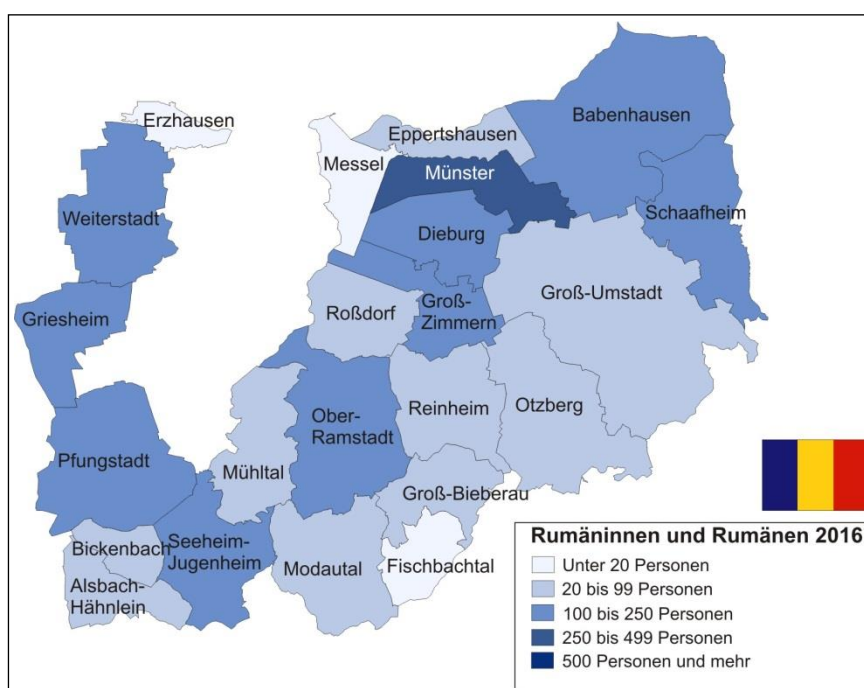 Erzhausen
Eppertshausen
Babenhausen
Messel
Münster
Weiterstadt
Schaafheim
Dieburg
Groß-Umstadt
Griesheim
Roßdorf
Groß-
Zimmern
Ober-
Ramstadt
Reinheim
Otzberg
Pfungstadt
Mühltal
Groß-Bieberau
Bickenbach
Seeheim-
Jugenheim
Modautal
Fischbachtal
Alsbach-
Hähnlein
Rumäninnen und Rumänen 2016
Unter 20 Personen
20 bis 99 Personen
100 bis 250 Personen
250 bis 499 Personen
500 Personen und mehr